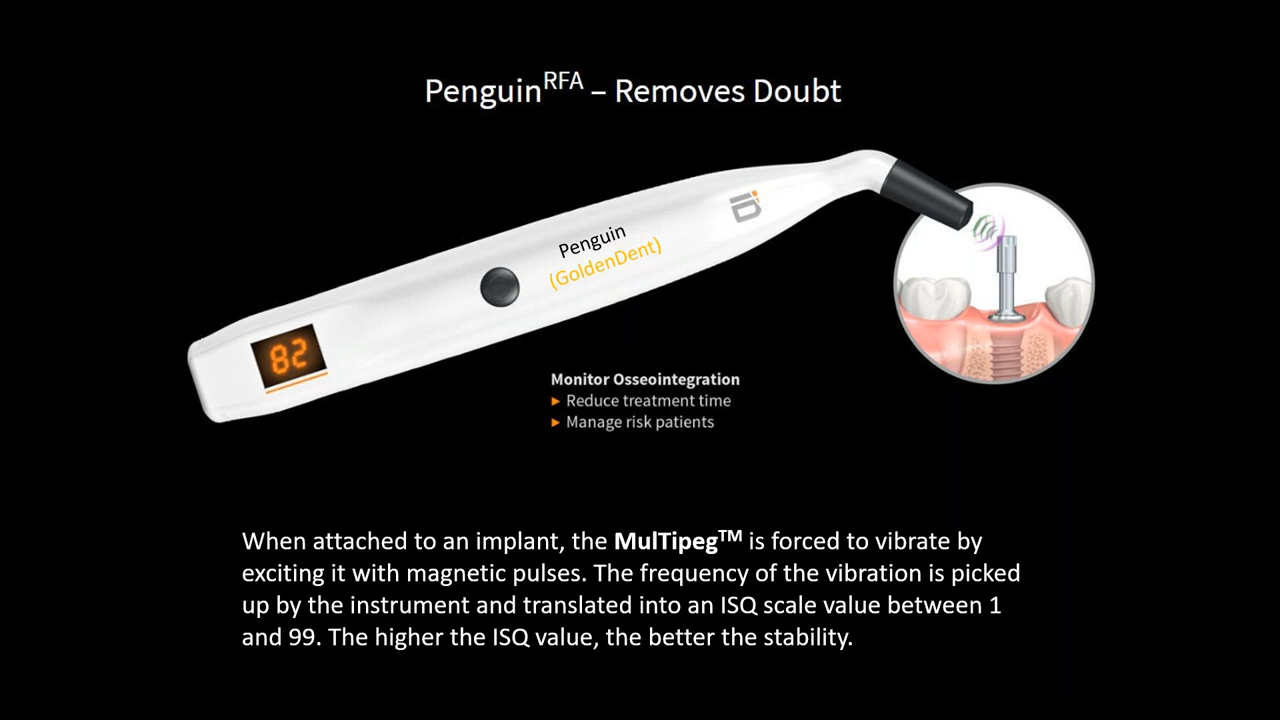 Penguin^RFA – Removes Doubt
Penguin
(GoldenDent)
82
Monitor Osseointegration
► Reduce treatment time
► Manage risk patients
When attached to an implant, the MulTipeg™ is forced to vibrate by
exciting it with magnetic pulses. The frequency of the vibration is picked
up by the instrument and translated into an ISQ scale value between 1
and 99. The higher the ISQ value, the better the stability.